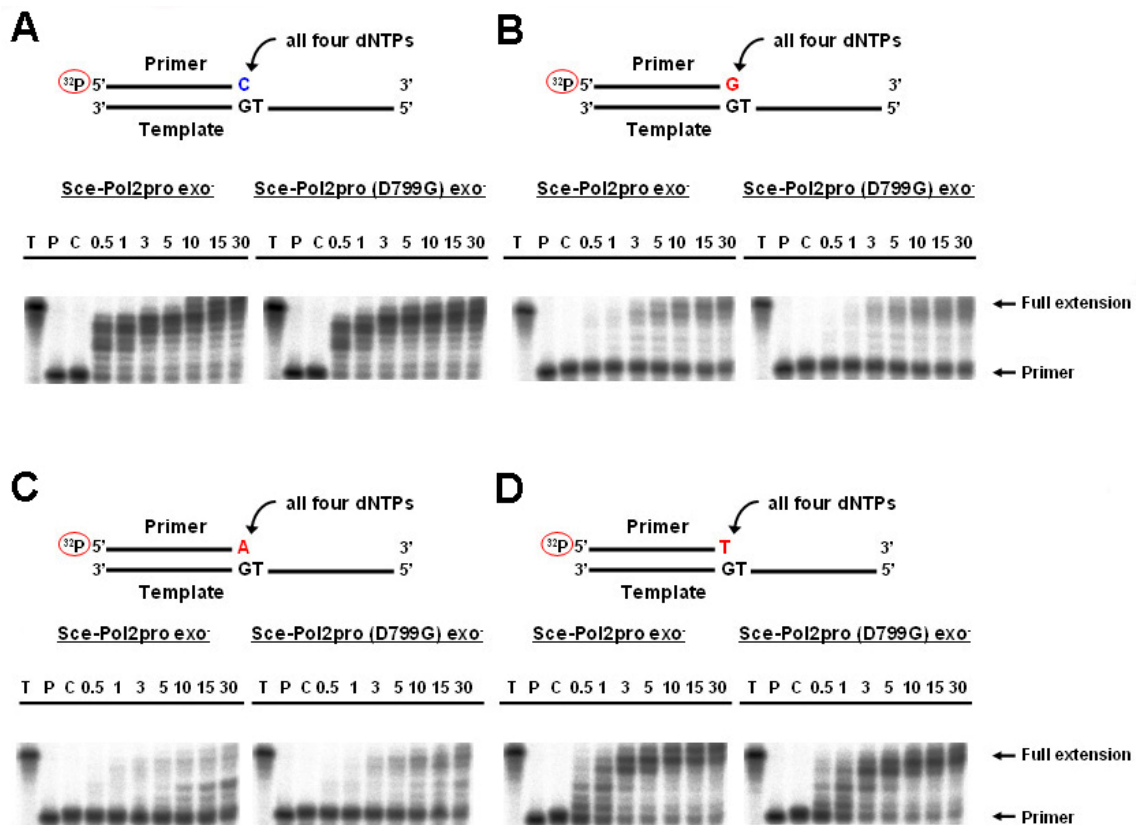 A
all four dNTPs
Primer
32P 5’ C 3’
3’ GT 5’
Template
Sce-Pol2pro exo- Sce-Pol2pro (D799G) exo-
T P C 0.5 1 3 5 10 15 30 T P C 0.5 1 3 5 10 15 30
B
all four dNTPs
Primer
32P 5’ G 3’
3’ GT 5’
Template
Sce-Pol2pro exo- Sce-Pol2pro (D799G) exo-
T P C 0.5 1 3 5 10 15 30 T P C 0.5 1 3 5 10 15 30
Full extension
Primer
C
all four dNTPs
Primer
32P 5’ A 3’
3’ GT 5’
Template
Sce-Pol2pro exo- Sce-Pol2pro (D799G) exo-
T P C 0.5 1 3 5 10 15 30 T P C 0.5 1 3 5 10 15 30
D
all four dNTPs
Primer
32P 5’ T 3’
3’ GT 5’
Template
Sce-Pol2pro exo- Sce-Pol2pro (D799G) exo-
T P C 0.5 1 3 5 10 15 30 T P C 0.5 1 3 5 10 15 30
Full extension
Primer